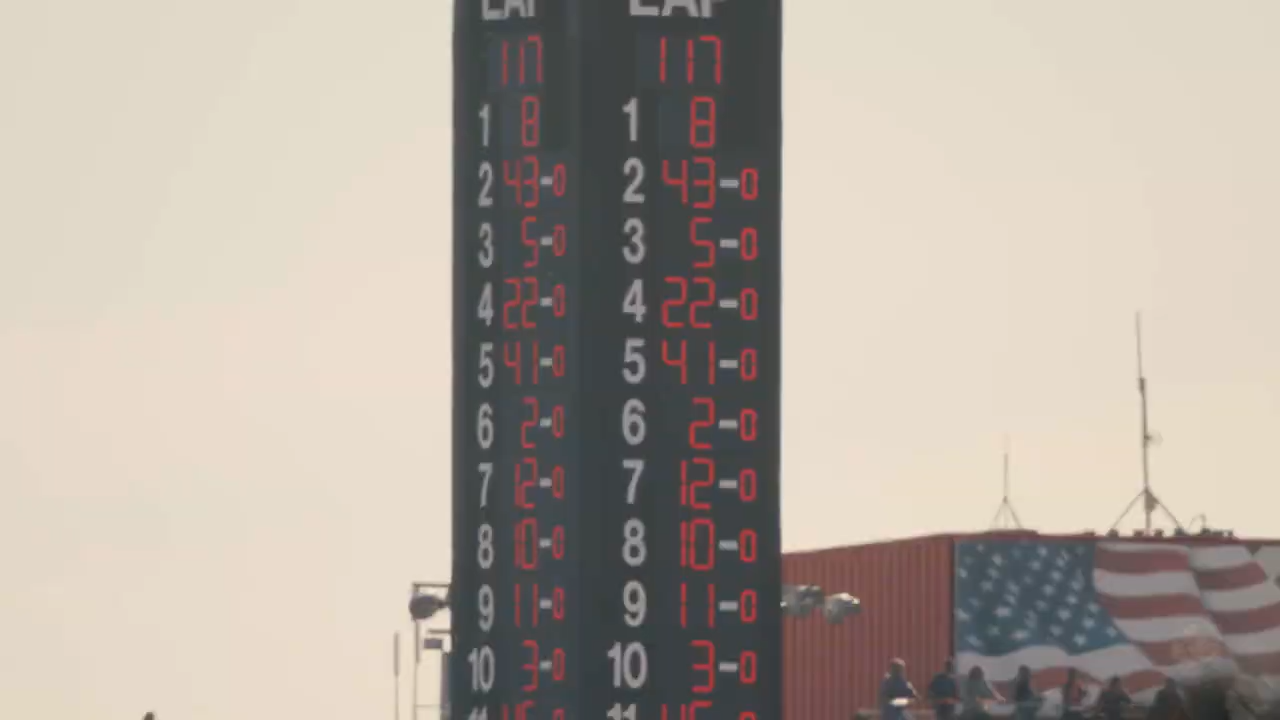 LAP LAP
117 117
1 8 1 8
2 43-0 2 43-0
3 5-0 3 5-0
4 22-0 4 22-0
5 41-0 5 41-0
6 2-0 6 2-0
7 12-0 7 12-0
8 10-0 8 10-0
9 11-0 9 11-0
10 3-0 10 3-0